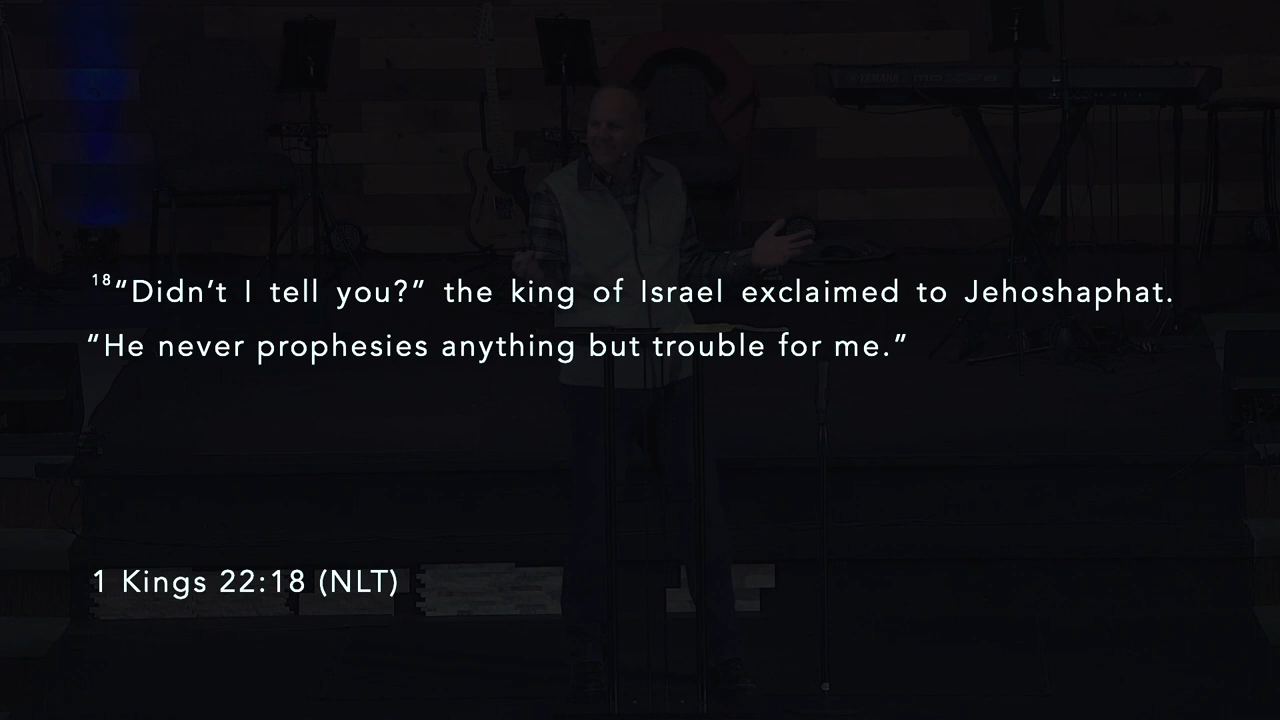 ¹⁸”Didn’t I tell you?” the king of Israel exclaimed to Jehoshaphat.
”He never prophesies anything but trouble for me.”
YAMAHA
1 Kings 22:18 (NLT)